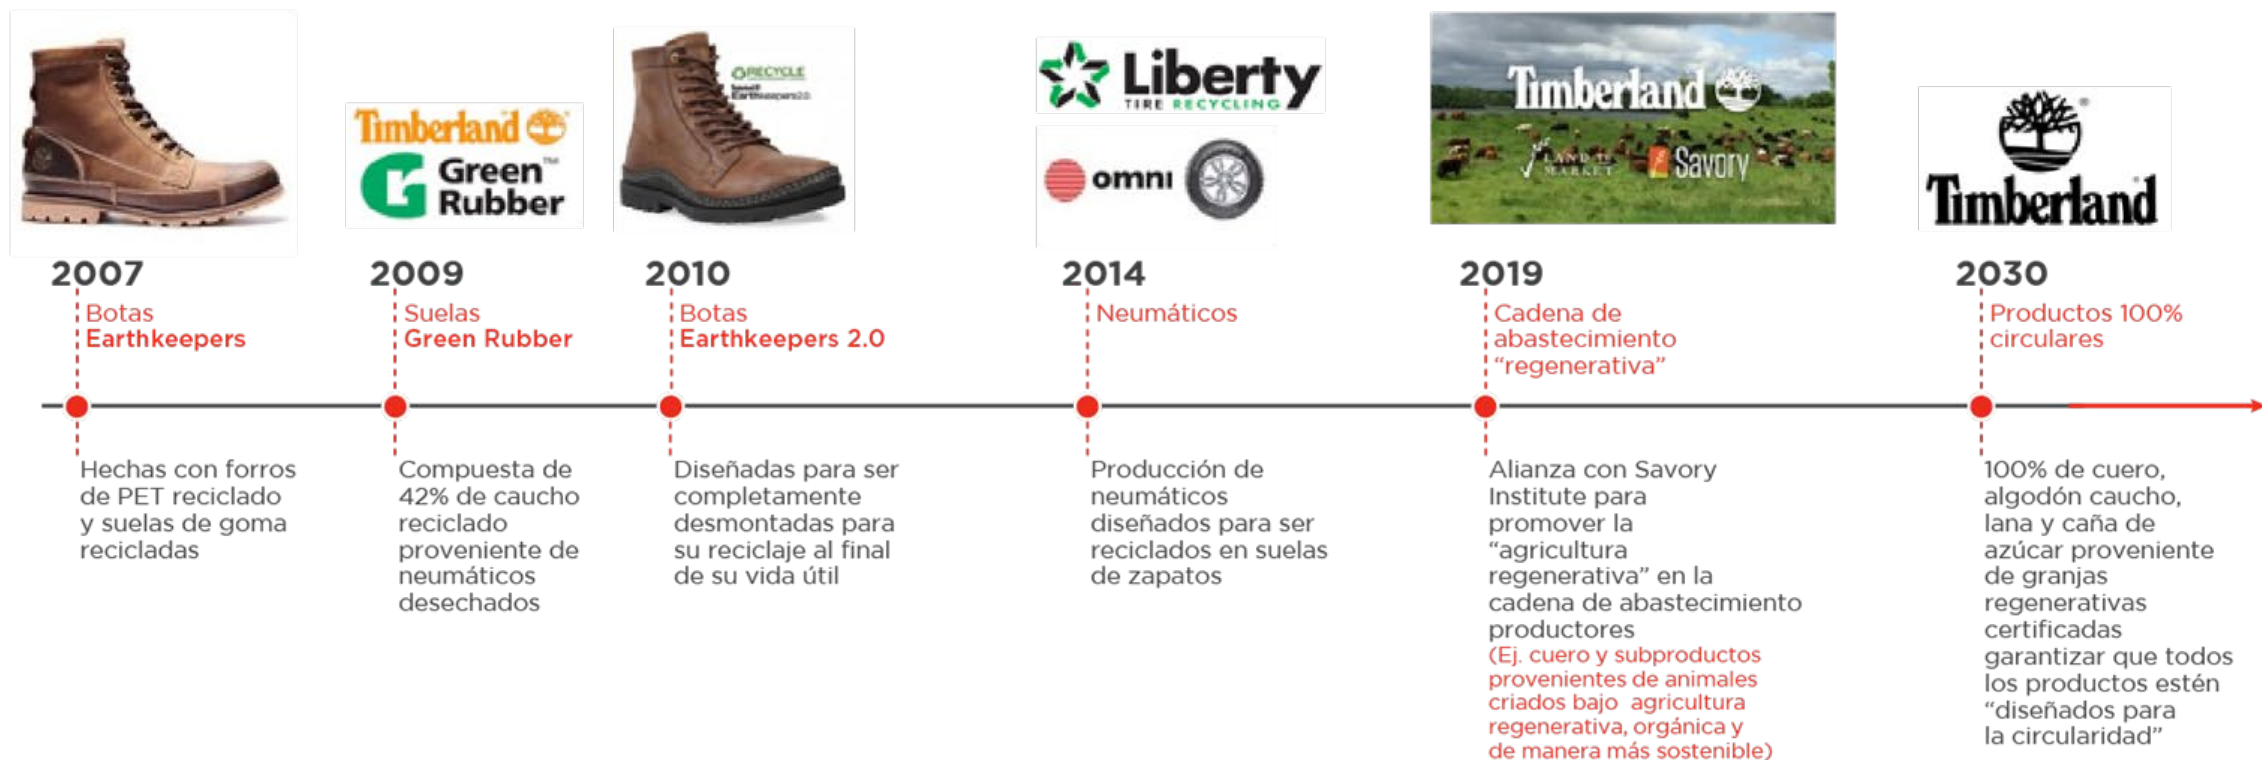 Timberland
Green™
Rubber
RECYCLE
Earthkeepers2.0
Liberty
TIRE RECYCLING
omni
Timberland
LAND TO
MARKET
Savory
Timberland
2007
Botas
Earthkeepers
Hechas con forros
de PET reciclado
y suelas de goma
recicladas
2009
Suelas
Green Rubber
Compuesta de
42% de caucho
reciclado
proveniente de
neumáticos
desechados
2010
Botas
Earthkeepers 2.0
Diseñadas para ser
completamente
desmontadas para
su reciclaje al final
de su vida útil
2014
Neumáticos
Producción de
neumáticos
diseñados para ser
reciclados en suelas
de zapatos
2019
Cadena de
abastecimiento
“regenerativa”
Alianza con Savory
Institute para
promover la
“agricultura
regenerativa” en la
cadena de abastecimiento
productores
(Ej. cuero y subproductos
provenientes de animales
criados bajo agricultura
regenerativa, orgánica y
de manera más sostenible)
2030
Productos 100%
circulares
100% de cuero,
algodón caucho,
lana y caña de
azúcar proveniente
de granjas
regenerativas
certificadas
garantizar que todos
los productos estén
“diseñados para
la circularidad”